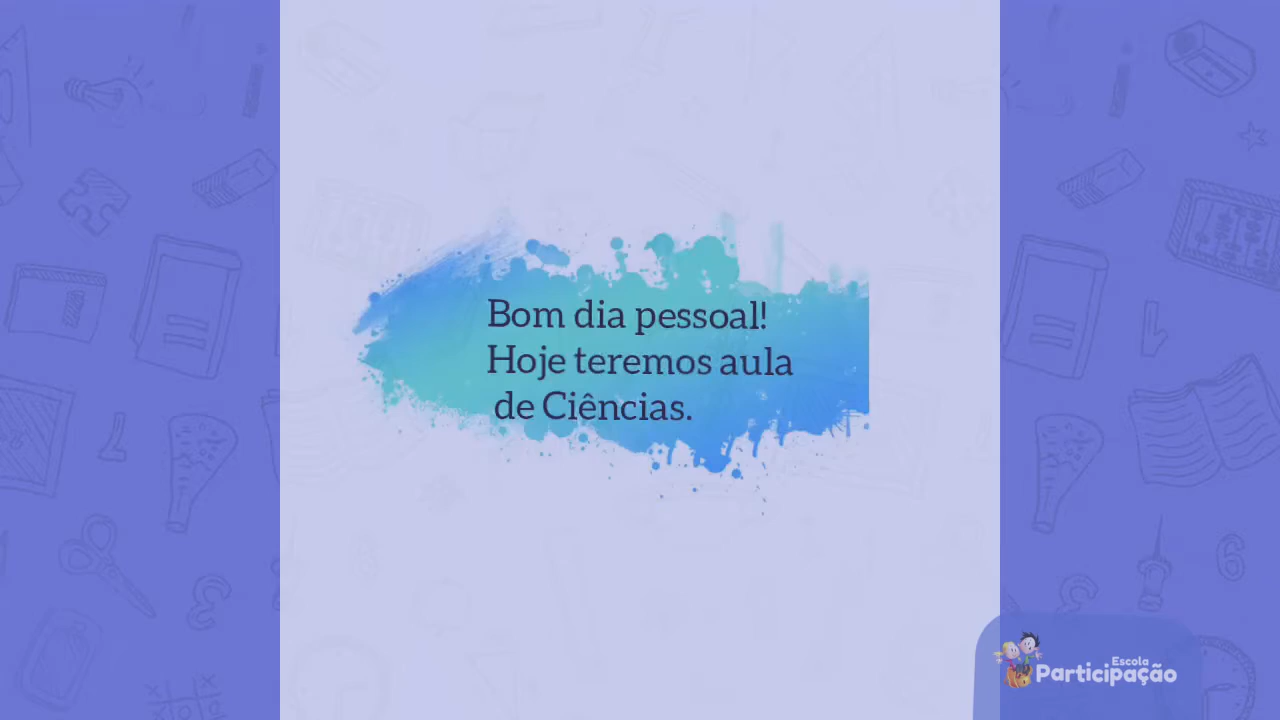 Bom dia pessoal!
Hoje teremos aula
de Ciências.
Escola
Participação